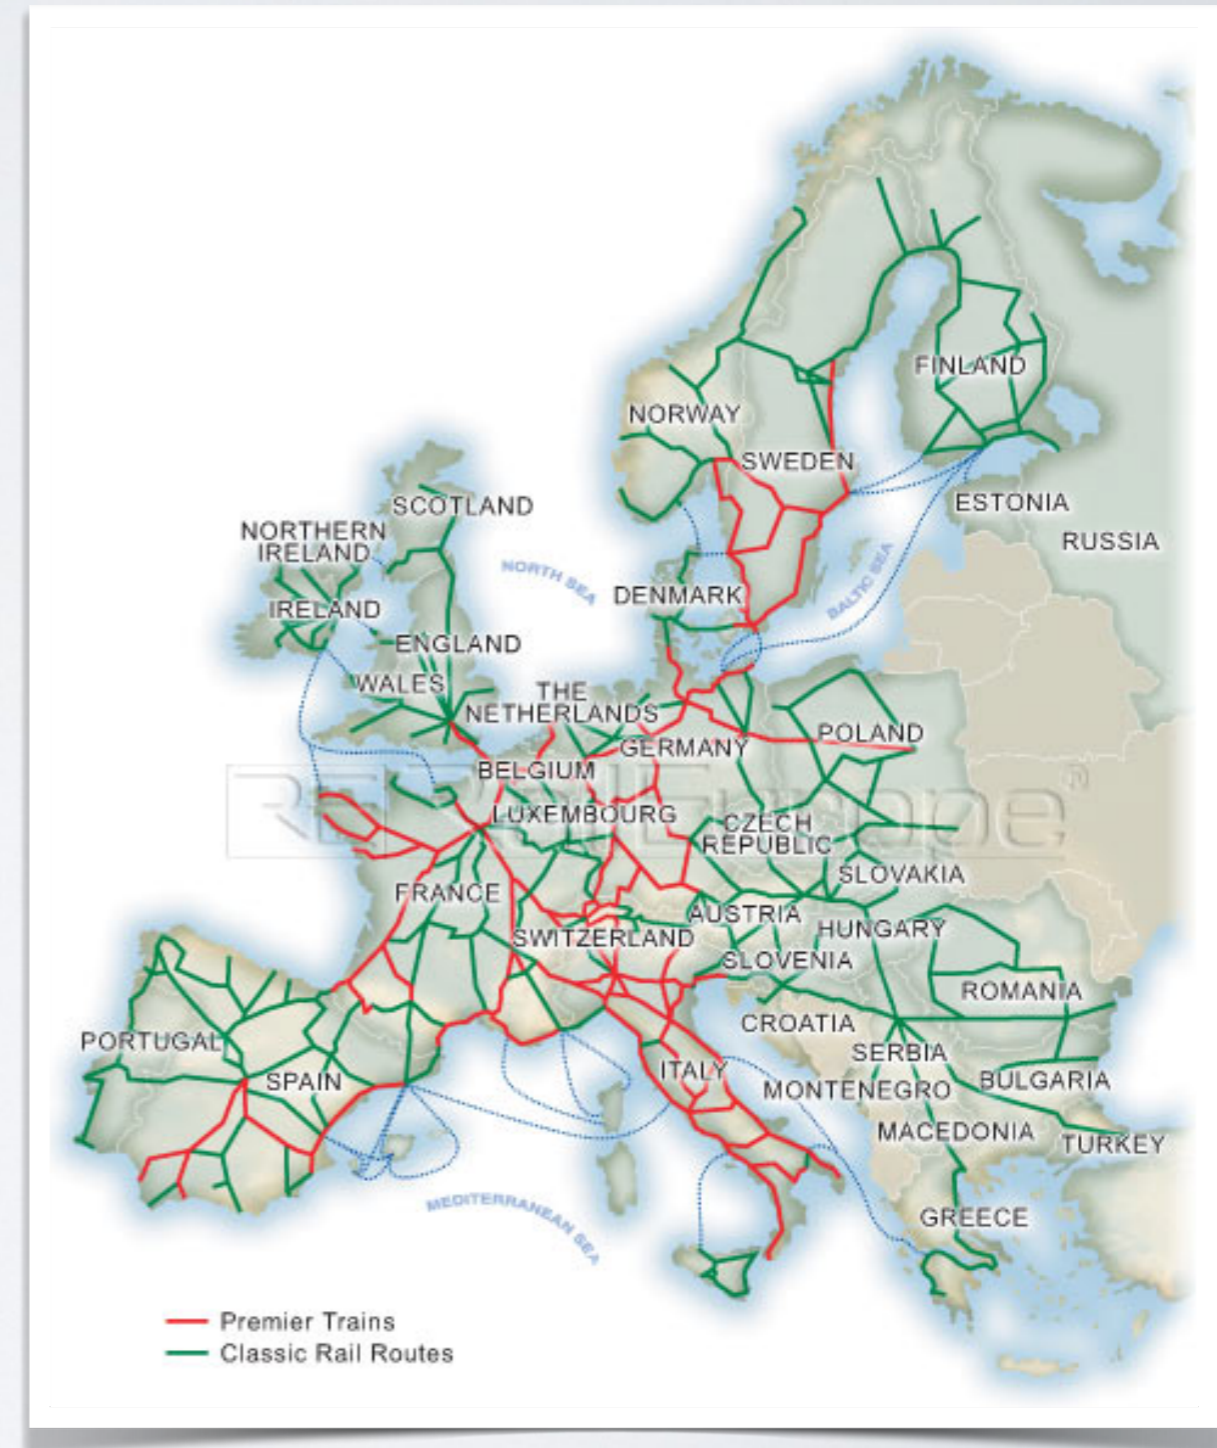 FINLAND
NORWAY
SWEDEN
SCOTLAND
ESTONIA
NORTHERN
IRELAND
RUSSIA
NORTH SEA
BALTIC SEA
DENMARK
IRELAND
ENGLAND
WALES
THE
NETHERLANDS
POLAND
GERMANY
BELGIUM
RailEurope®
LUXEMBOURG
CZECH
REPUBLIC
SLOVAKIA
FRANCE
AUSTRIA
HUNGARY
SWITZERLAND
SLOVENIA
ROMANIA
CROATIA
PORTUGAL
SERBIA
ITALY
SPAIN
BULGARIA
MONTENEGRO
MACEDONIA
TURKEY
MEDITERRANEAN SEA
GREECE
Premier Trains
Classic Rail Routes